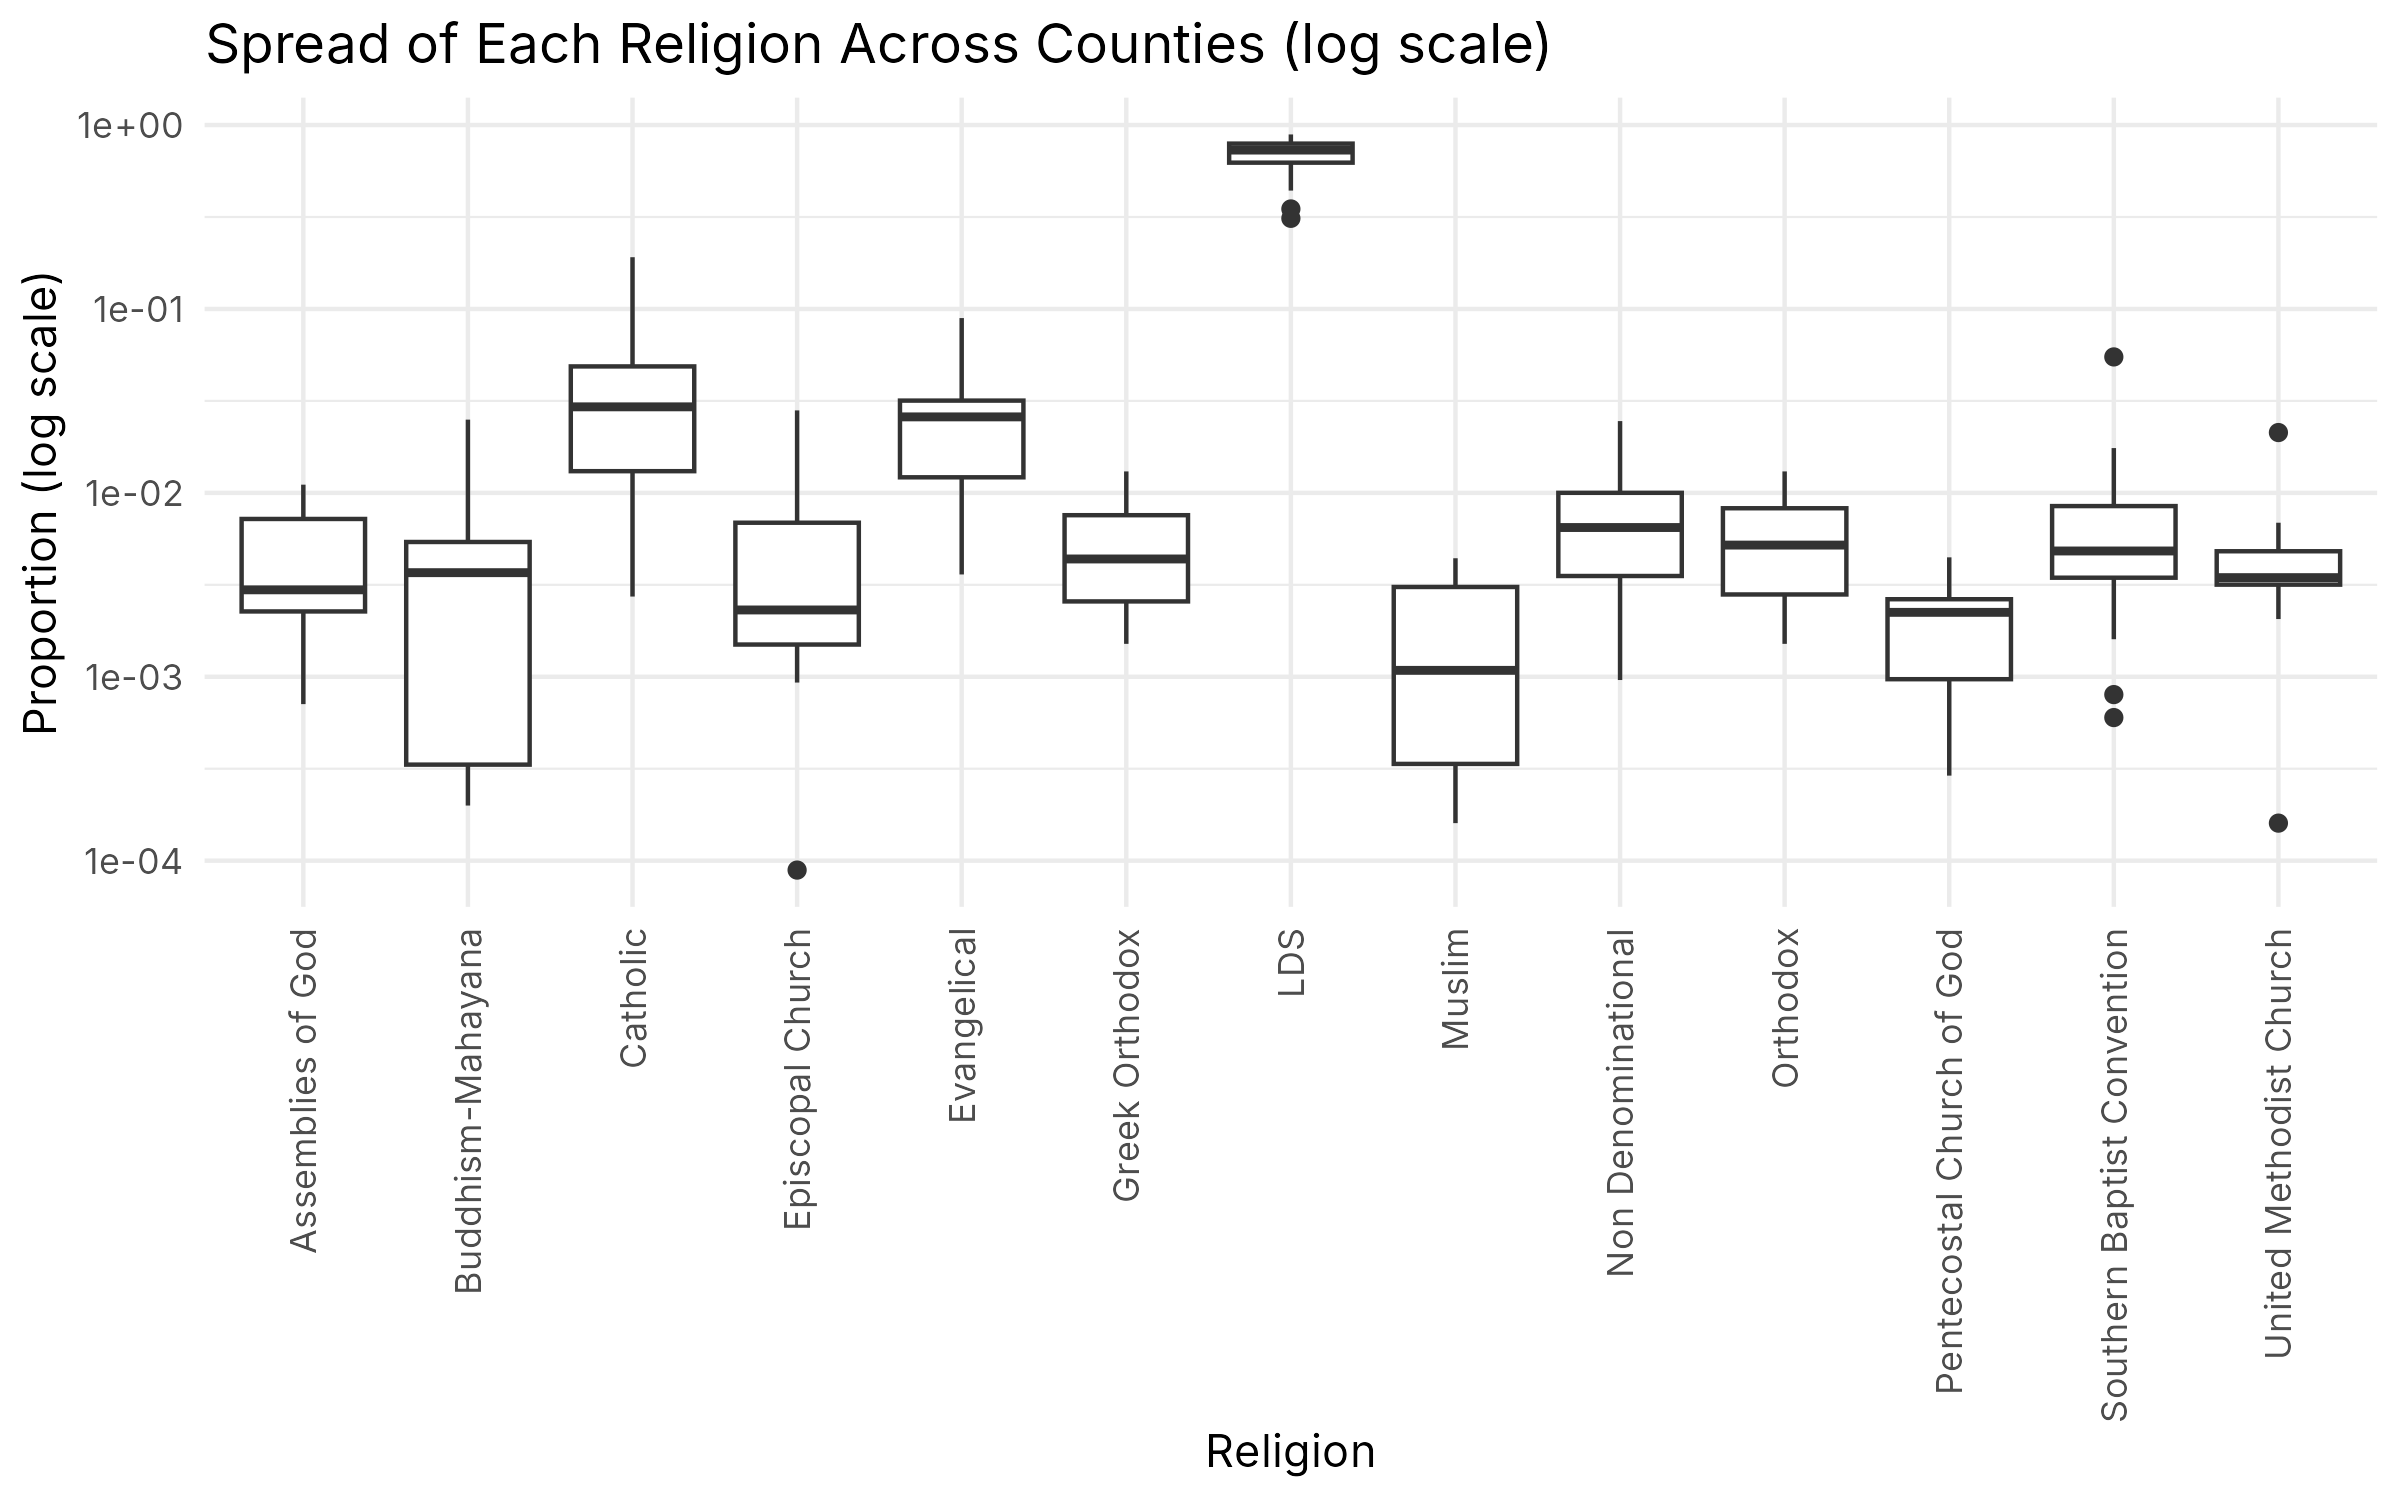 Spread of Each Religion Across Counties (log scale)
Proportion (log scale)
1e+00
1e-01
1e-02
1e-03
1e-04
Assemblies of God
Buddhism-Mahayana
Catholic
Episcopal Church
Evangelical
Greek Orthodox
LDS
Muslim
Non Denominational
Orthodox
Pentecostal Church of God
Southern Baptist Convention
United Methodist Church
Religion